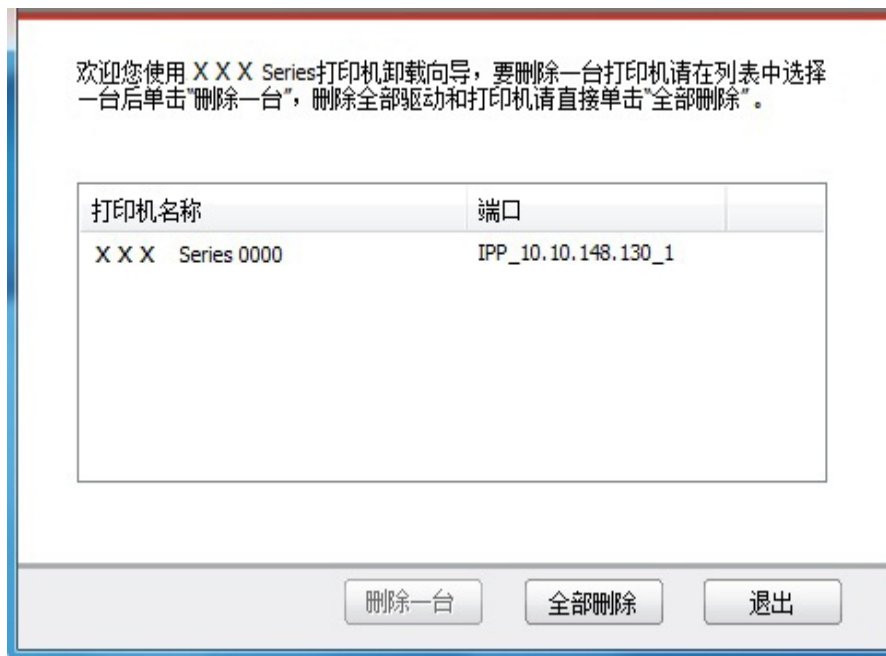 欢迎您使用 X X X Series打印机卸载向导，要删除一台打印机请在列表中选择
一台后单击“删除一台”，删除全部驱动和打印机请直接单击“全部删除”。
打印机名称 端口
X X X Series 0000 IPP_10.10.148.130_1
删除一台 全部删除 退出